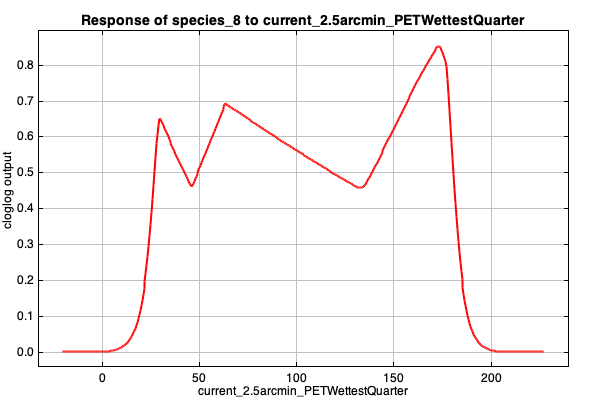 Response of species_8 to current_2.5arcmin_PETWettestQuarter
cloglog output
0.8
0.7
0.6
0.5
0.4
0.3
0.2
0.1
0.0
0 50 100 150 200
current_2.5arcmin_PETWettestQuarter